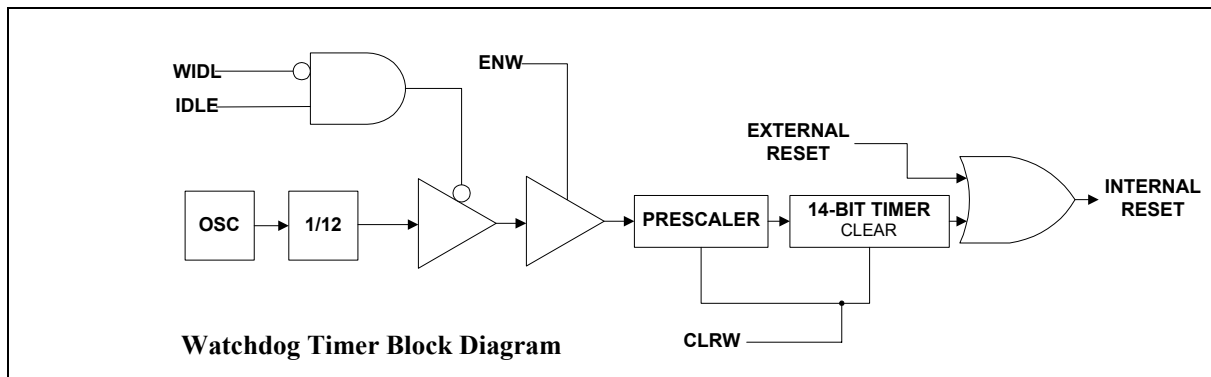 WIDL
IDLE
ENW
EXTERNAL
RESET
OSC
1/12
PRESCALER
14-BIT TIMER
CLEAR
INTERNAL
RESET
CLRW
Watchdog Timer Block Diagram